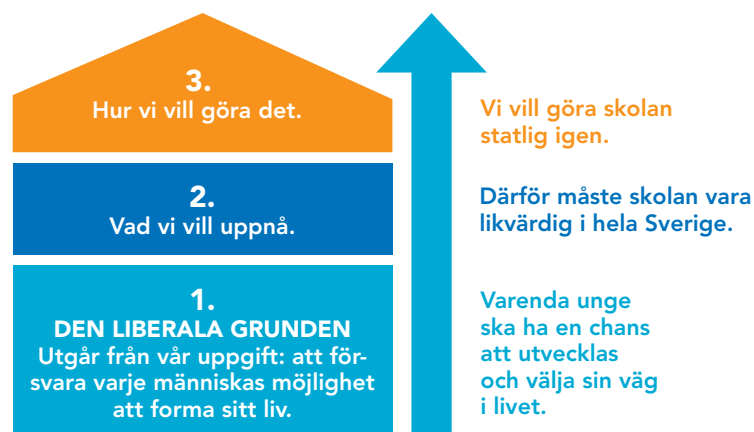 3.
Hur vi vill göra det.
Vi vill göra skolan
statlig igen.
2.
Vad vi vill uppnå.
Därför måste skolan vara
likvärdig i hela Sverige.
1.
DEN LIBERALA GRUNDEN
Utgår från vår uppgift: att för-
svara varje människas möjlighet
att forma sitt liv.
Varenda unge
ska ha en chans
att utvecklas
och välja sin väg
i livet.